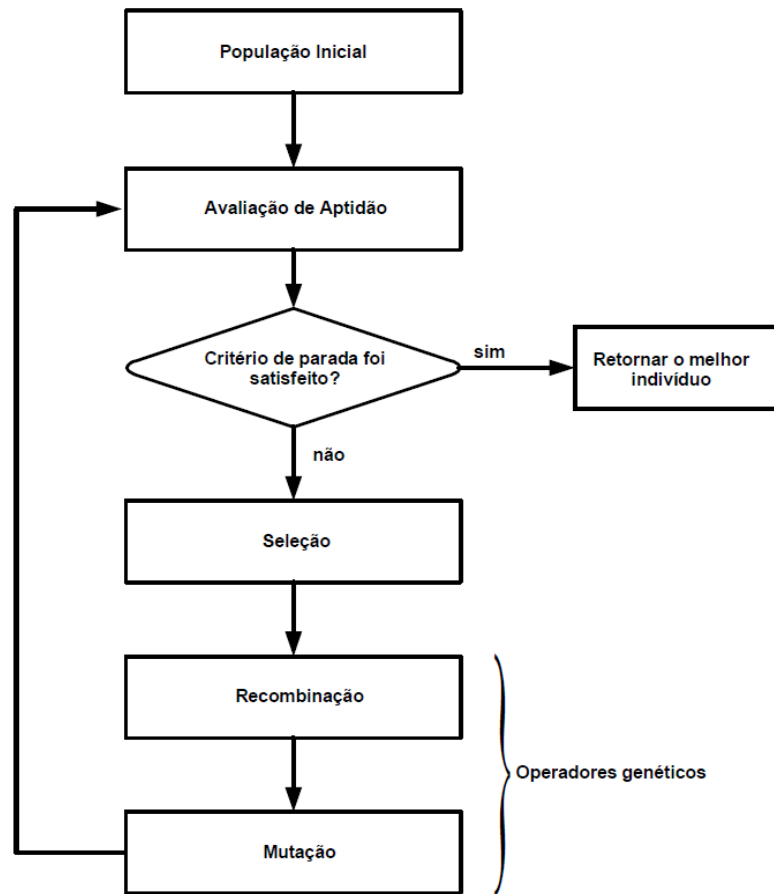 População Inicial
Avaliação de Aptidão
Critério de parada foi
satisfeito?
sim
Retornar o melhor
indivíduo
não
Seleção
Recombinação
Operadores genéticos
Mutação